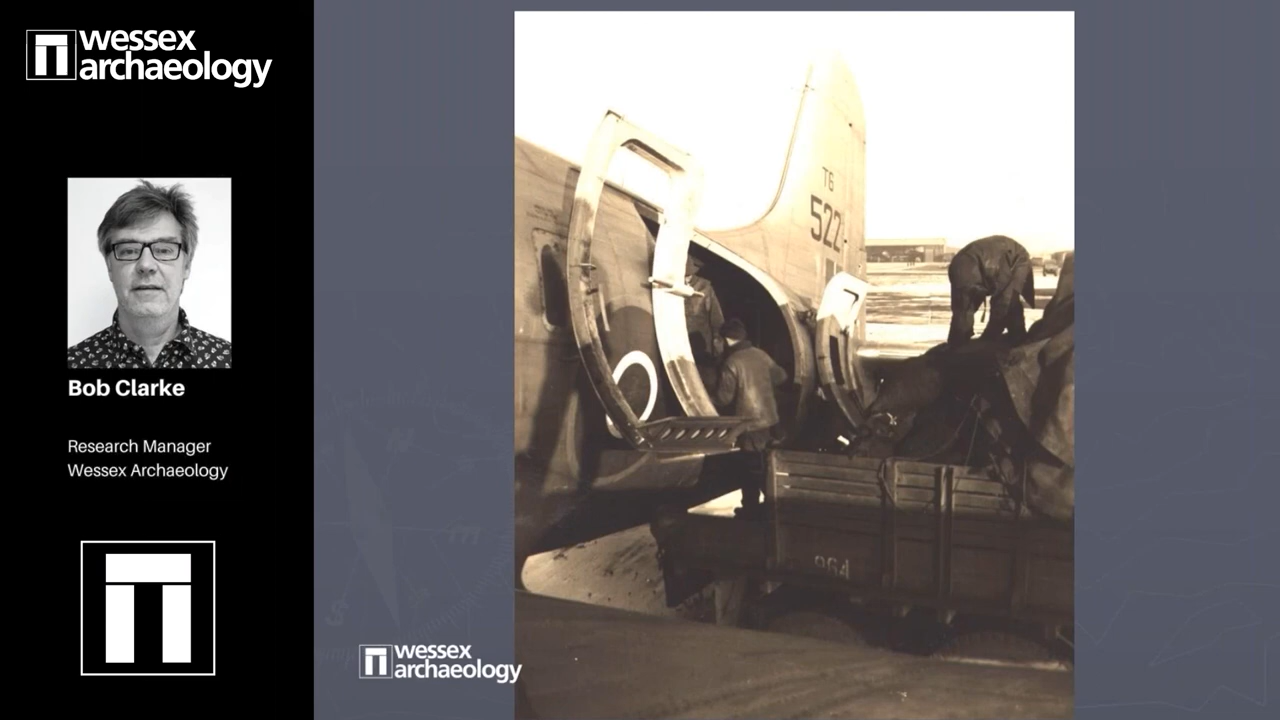 wessex
archaeology
Bob Clarke
Research Manager
Wessex Archaeology
TG
522
964
wessex
archaeology